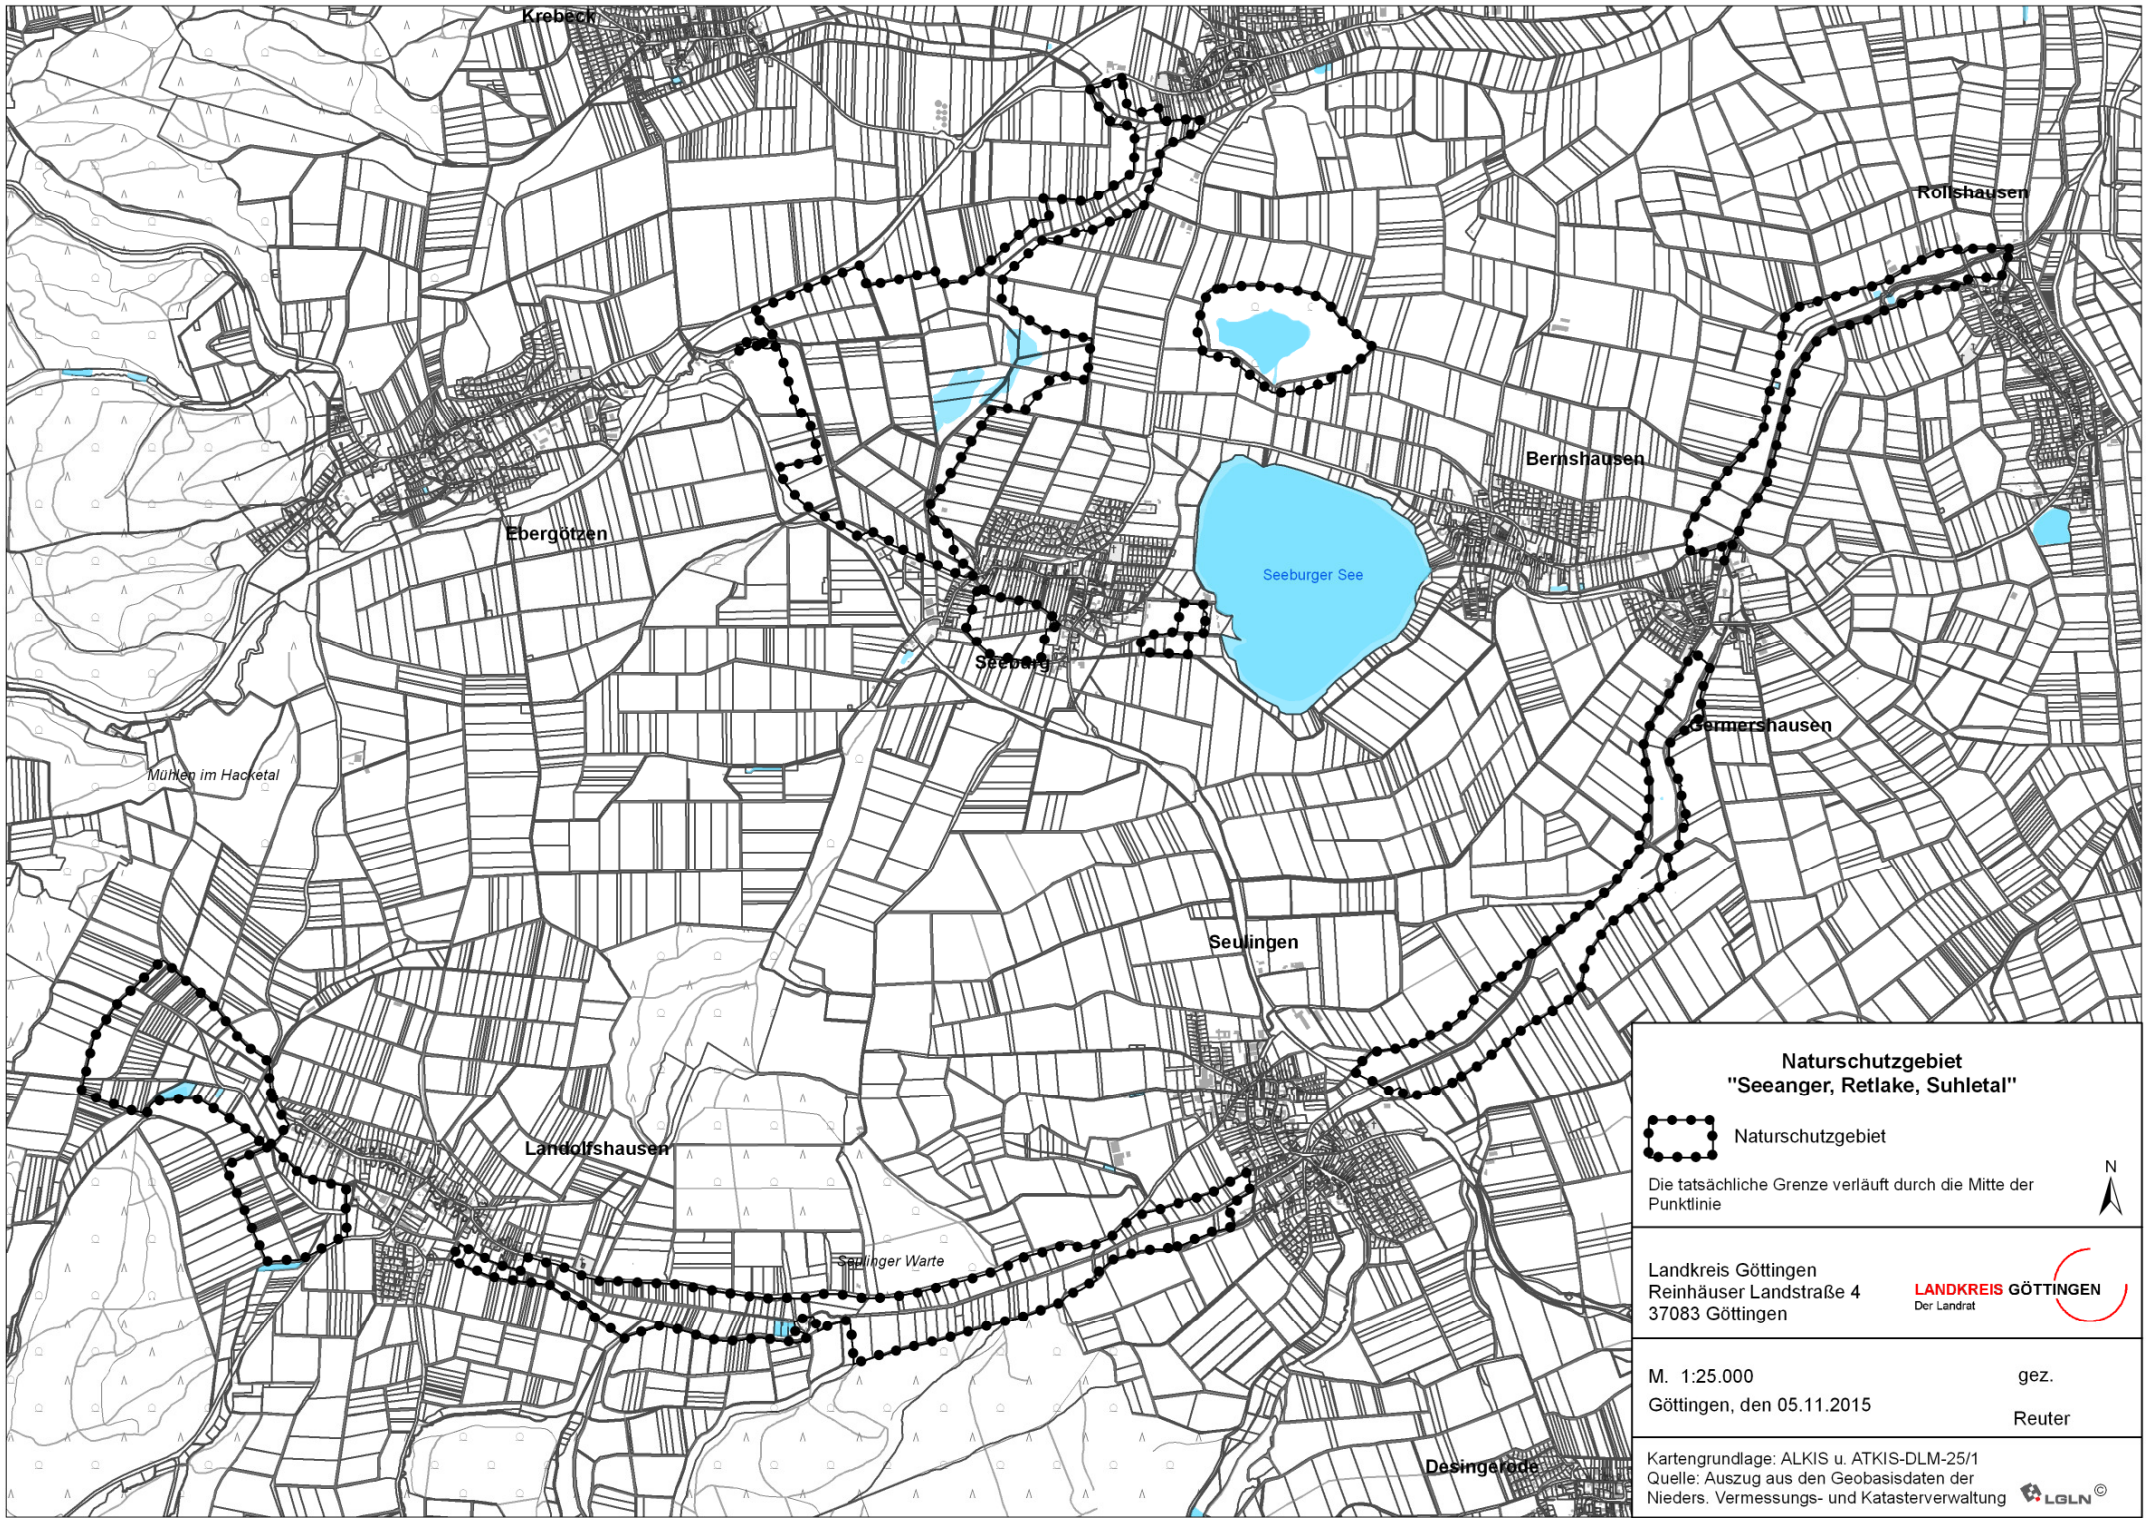 Krebeck
Rollshausen
Bernshausen
Ebergötzen
Seeburger See
Seeburg
Germershausen
Mühlen im Hacketal
Seulingen
Landolfshausen
Seulinger Warte
Desingerode
Naturschutzgebiet
"Seeanger, Retlake, Suhletal"
Naturschutzgebiet
Die tatsächliche Grenze verläuft durch die Mitte der
Punktlinie
N
Landkreis Göttingen
Reinhäuser Landstraße 4
37083 Göttingen
LANDKREIS GÖTTINGEN
Der Landrat
M. 1:25.000
gez.
Göttingen, den 05.11.2015
Reuter
Kartengrundlage: ALKIS u. ATKIS-DLM-25/1
Quelle: Auszug aus den Geobasisdaten der
Nieders. Vermessungs- und Katasterverwaltung
LGLN ©